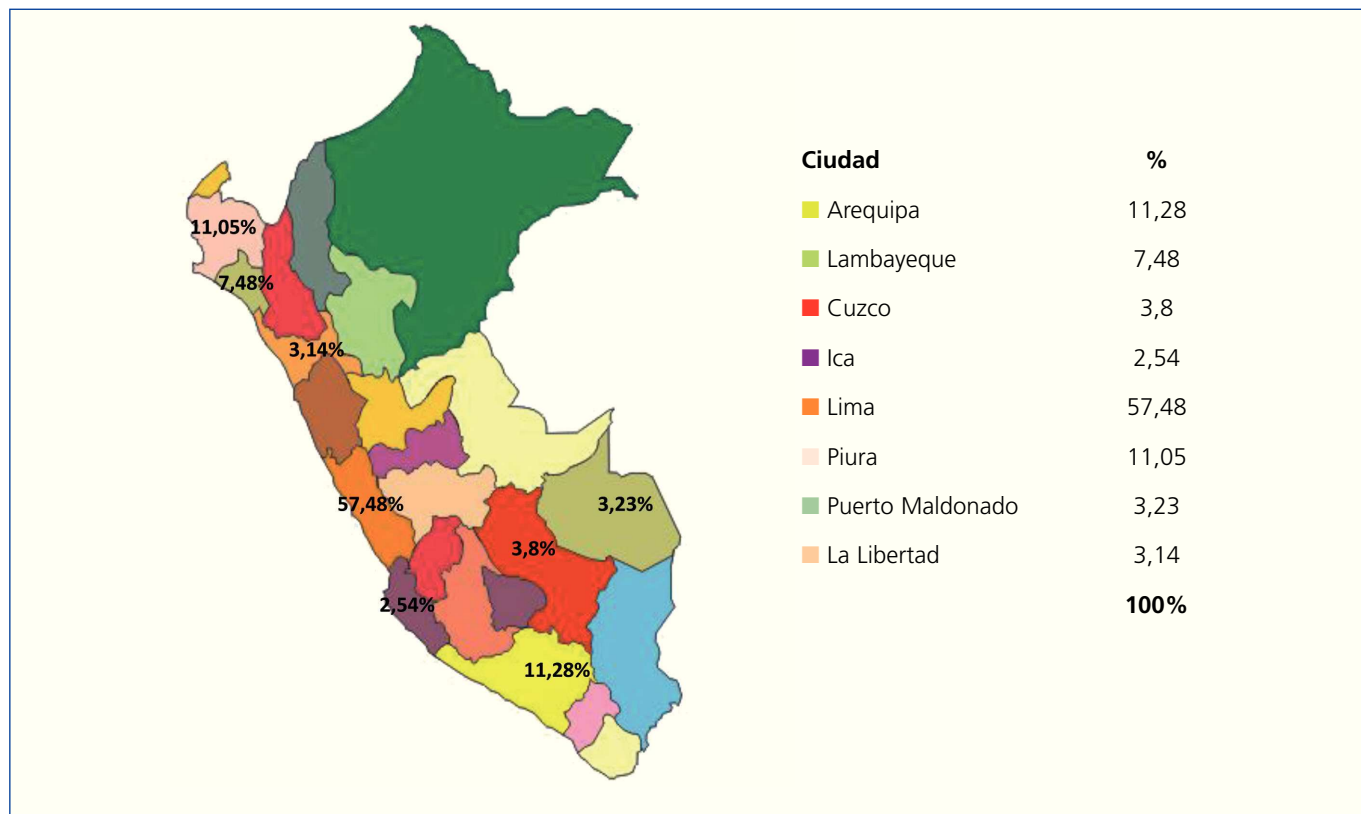 11,05%
7,48%
3,14%
57,48%
3,23%
3,8%
2,54%
11,28%
Ciudad %
Arequipa 11,28
Lambayeque 7,48
Cuzco 3,8
Ica 2,54
Lima 57,48
Piura 11,05
Puerto Maldonado 3,23
La Libertad 3,14
100%